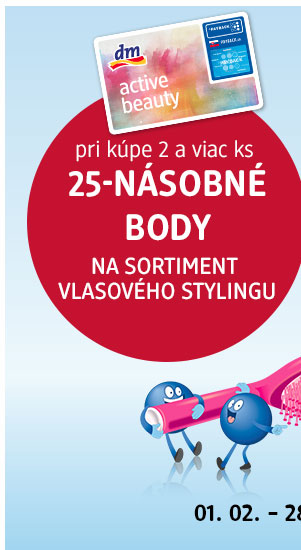 dm
active
beauty
pri kúpe 2 a viac ks
25-NÁSOBNÉ
BODY
NA SORTIMENT
VLASOVÉHO STYLINGU
01. 02. – 28